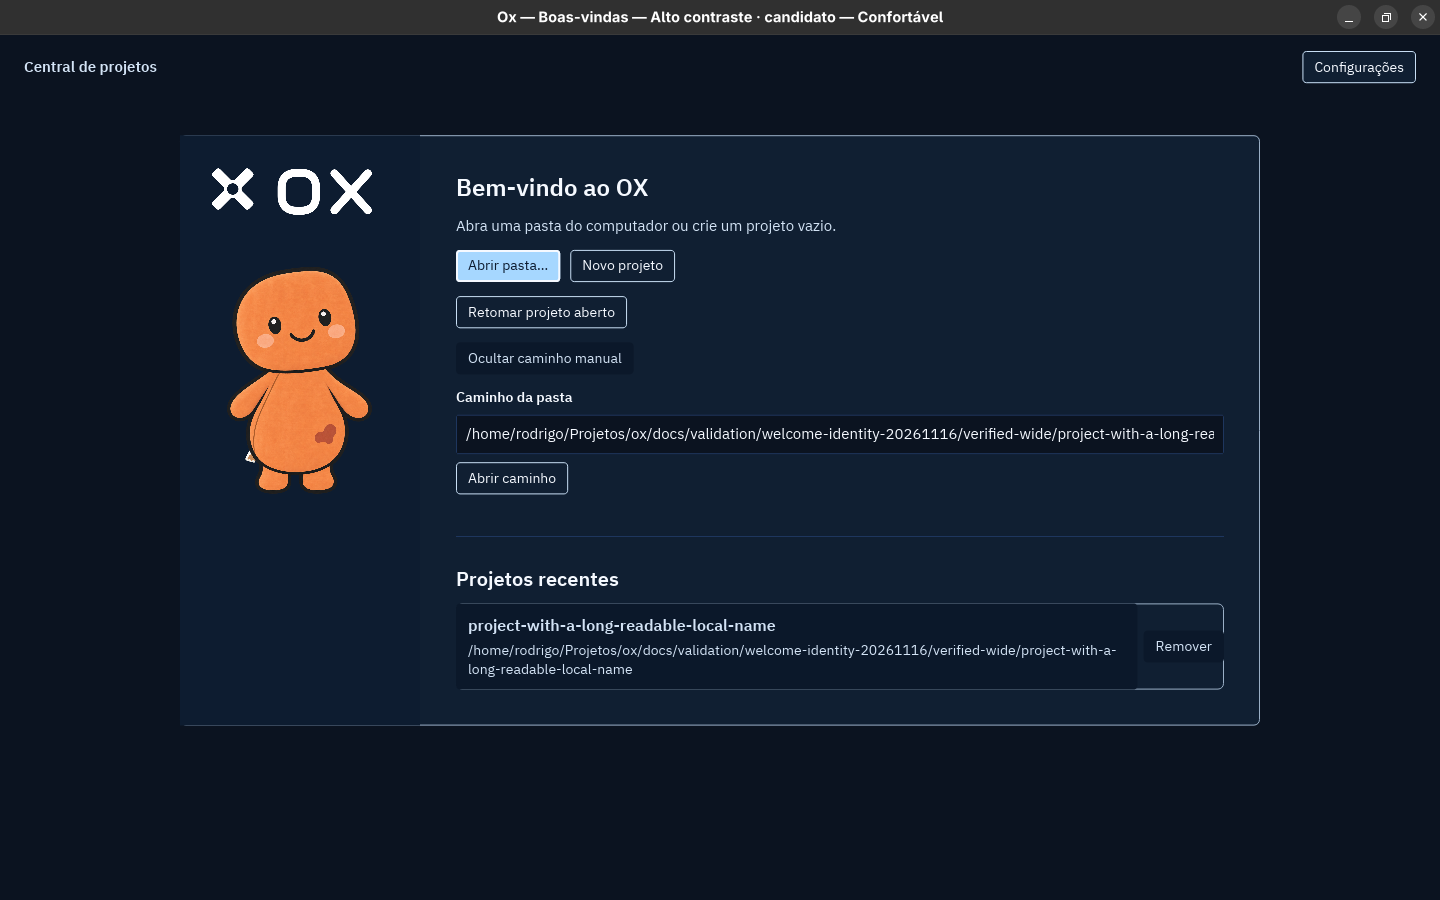 Ox — Boas-vindas — Alto contraste · candidato — Confortável
Central de projetos
Configurações
OX
Bem-vindo ao OX
Abra uma pasta do computador ou crie um projeto vazio.
Abrir pasta...
Novo projeto
Retomar projeto aberto
Ocultar caminho manual
Caminho da pasta
/home/rodrigo/Projetos/ox/docs/validation/welcome-identity-20261116/verified-wide/project-with-a-long-rea
Abrir caminho
Projetos recentes
project-with-a-long-readable-local-name
/home/rodrigo/Projetos/ox/docs/validation/welcome-identity-20261116/verified-wide/project-with-a-
long-readable-local-name
Remover